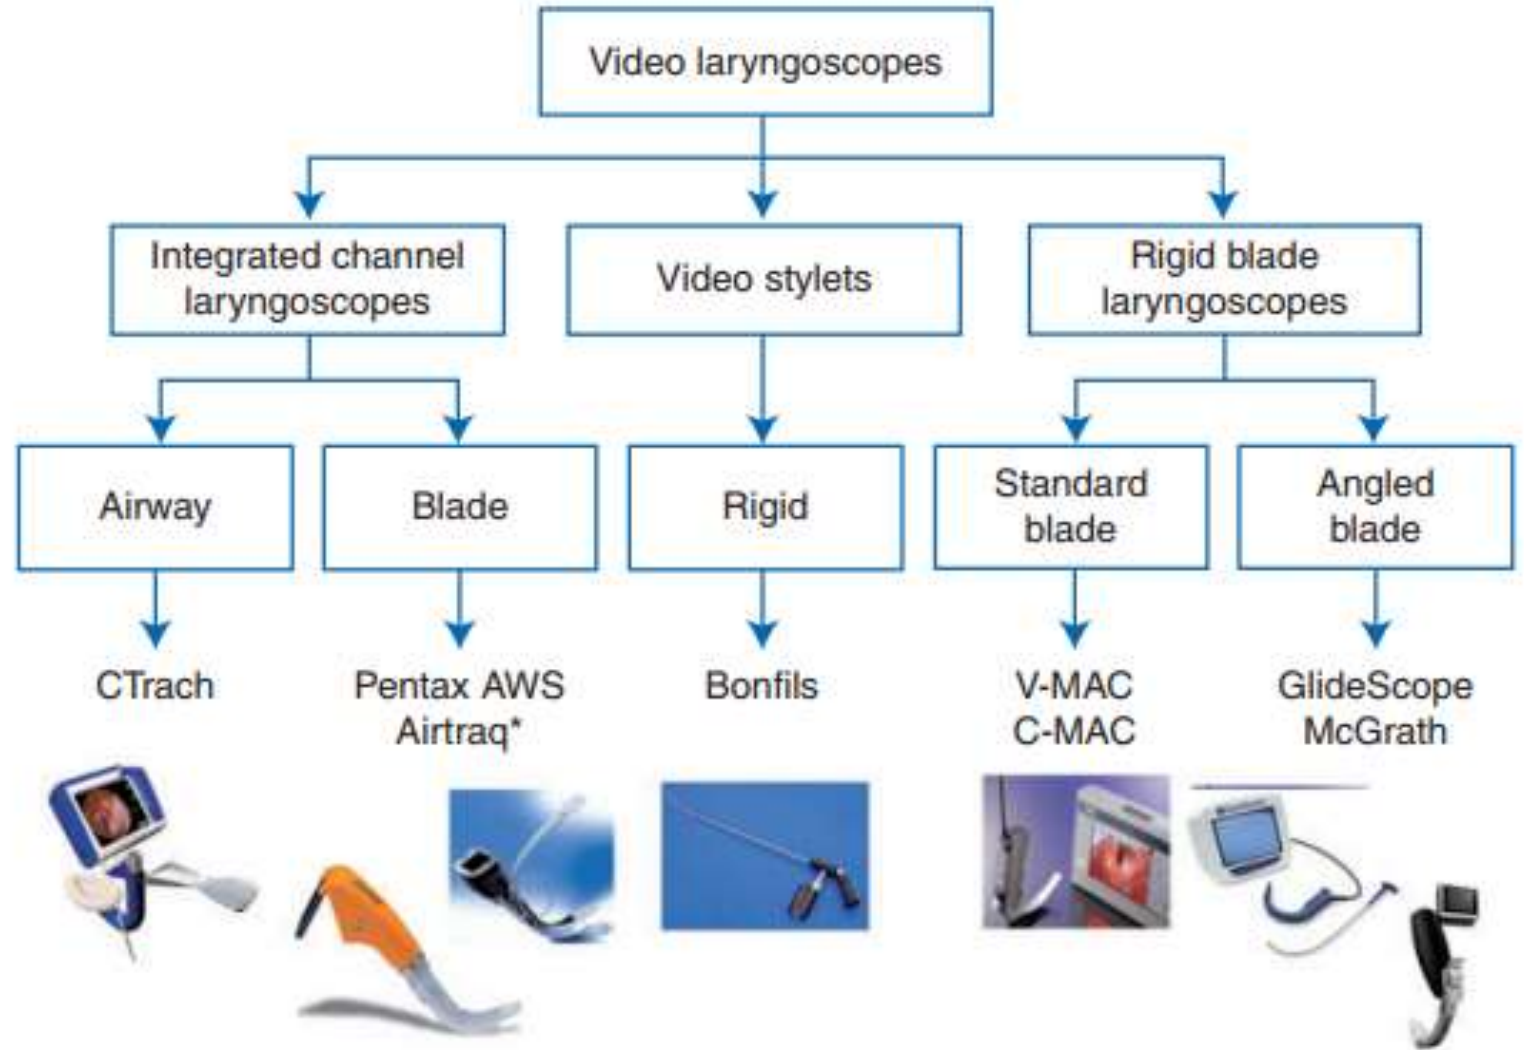 Video laryngoscopes
Integrated channel
laryngoscopes
Video stylets
Rigid blade
laryngoscopes
Airway
Blade
Rigid
Standard
blade
Angled
blade
CTrach
Pentax AWS
Airtraq*
Bonfils
V-MAC
C-MAC
GlideScope
McGrath